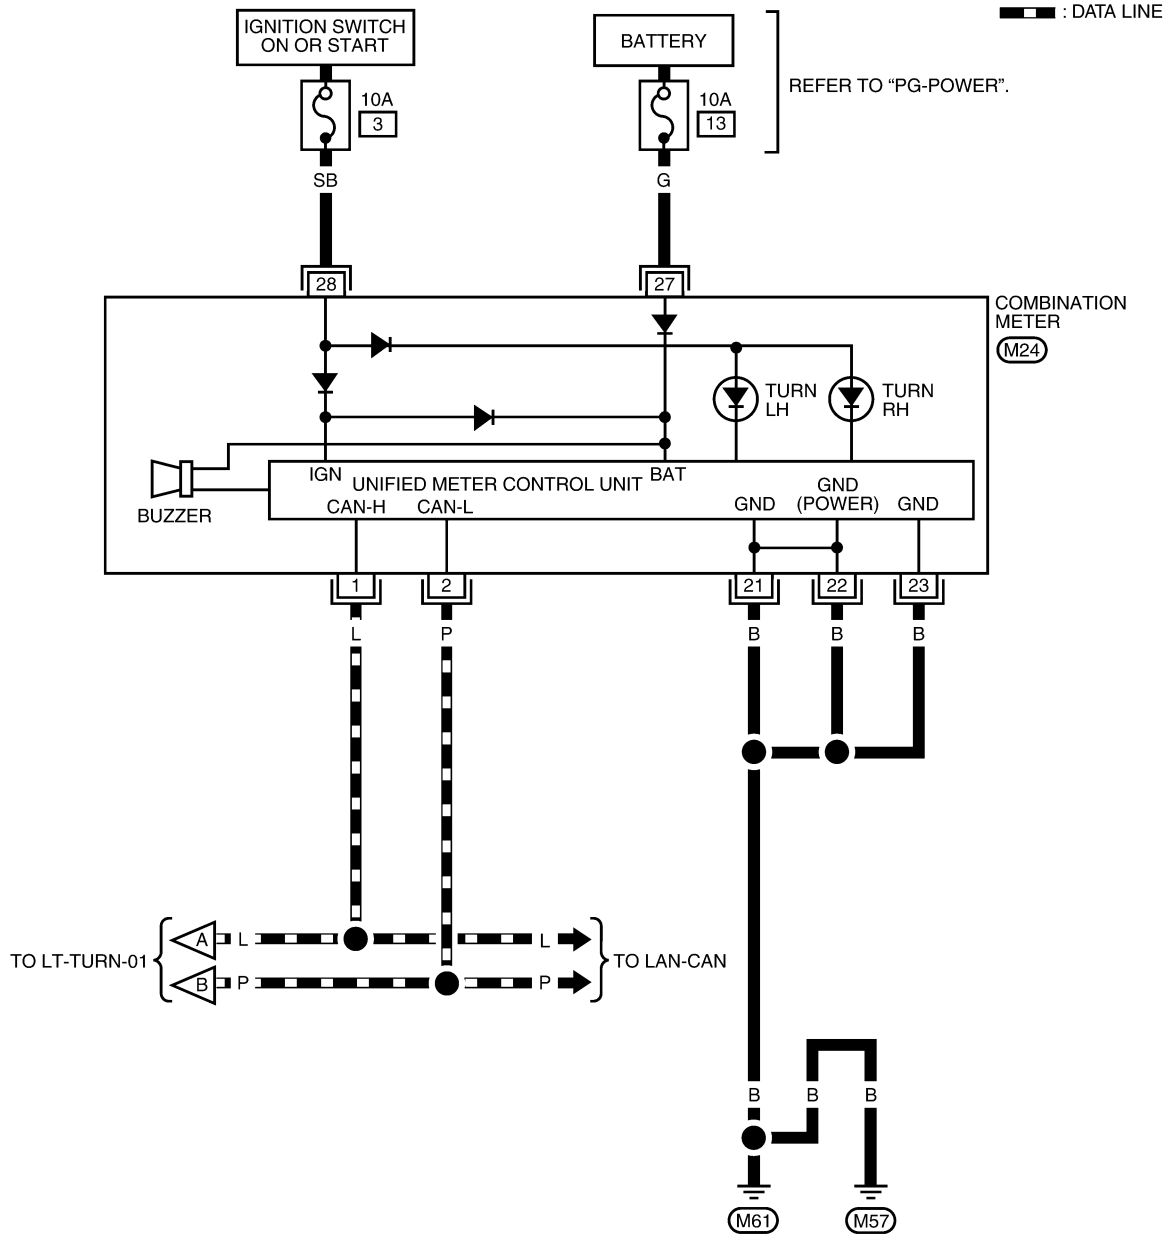 : DATA LINE
IGNITION SWITCH
ON OR START
BATTERY
REFER TO “PG-POWER”.
10A
3
10A
13
SB
G
28
27
COMBINATION
METER
M24
TURN
LH
TURN
RH
BUZZER
IGN
UNIFIED METER CONTROL UNIT
BAT
CAN-H
CAN-L
GND
GND
(POWER)
GND
1
2
21
22
23
L
P
B
B
B
TO LT-TURN-01
A
L
L
B
P
P
TO LAN-CAN
B
B
B
M61
M57